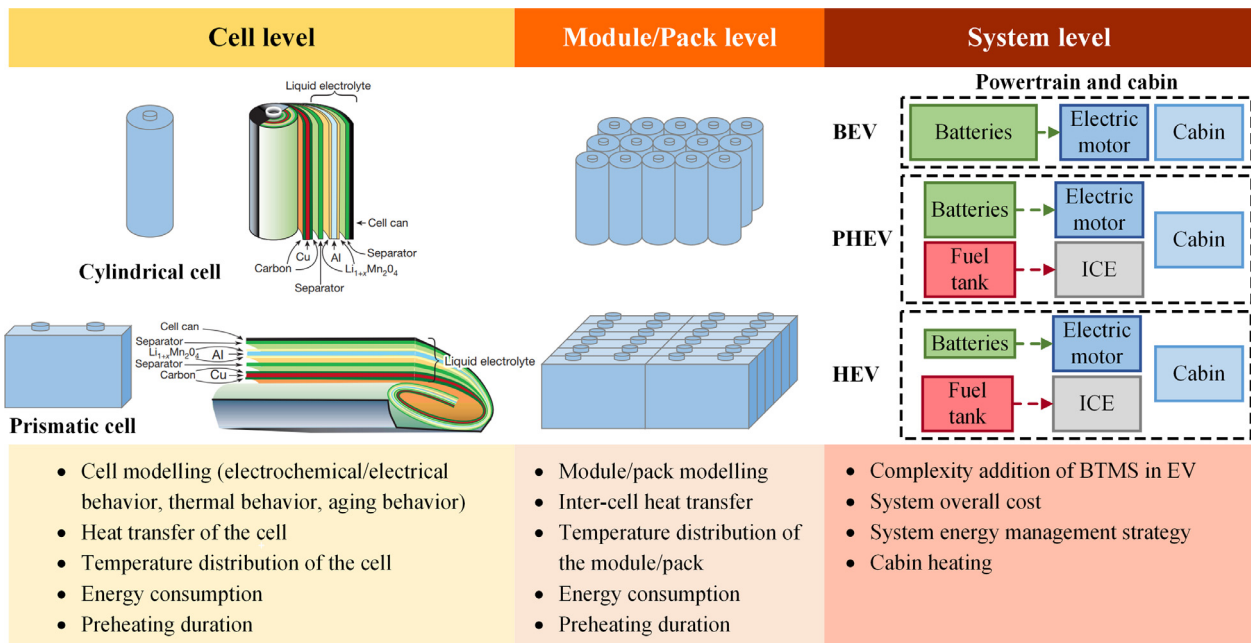 Cell level
Module/Pack level
System level
Liquid electrolyte
Cell can
Separator
Cu
Al
Carbon
Li1+xMn2O4
Separator
Cylindrical cell
Cell can
Separator
Li1+xMn2O4
Al
Separator
Carbon
Cu
Liquid electrolyte
Prismatic cell
Powertrain and cabin
BEV
Batteries
Electric
motor
Cabin
PHEV
Batteries
Electric
motor
Cabin
Fuel
tank
ICE
HEV
Batteries
Electric
motor
Cabin
Fuel
tank
ICE
• Cell modelling (electrochemical/electrical
behavior, thermal behavior, aging behavior)
• Heat transfer of the cell
• Temperature distribution of the cell
• Energy consumption
• Preheating duration
• Module/pack modelling
• Inter-cell heat transfer
• Temperature distribution of
the module/pack
• Energy consumption
• Preheating duration
• Complexity addition of BTMS in EV
• System overall cost
• System energy management strategy
• Cabin heating